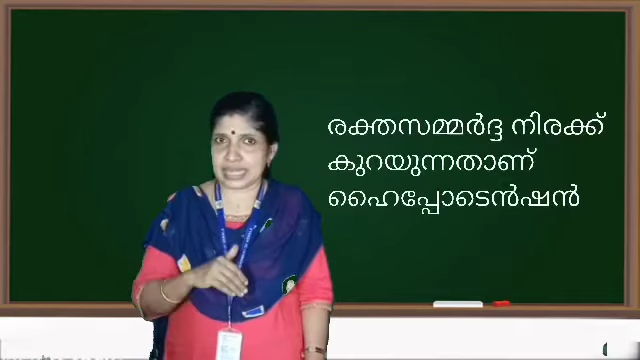 രക്തസമ്മർദ്ദ നിരക്ക്
കുറയുന്നതാണ്
ഹൈപ്പോടെൻഷൻ